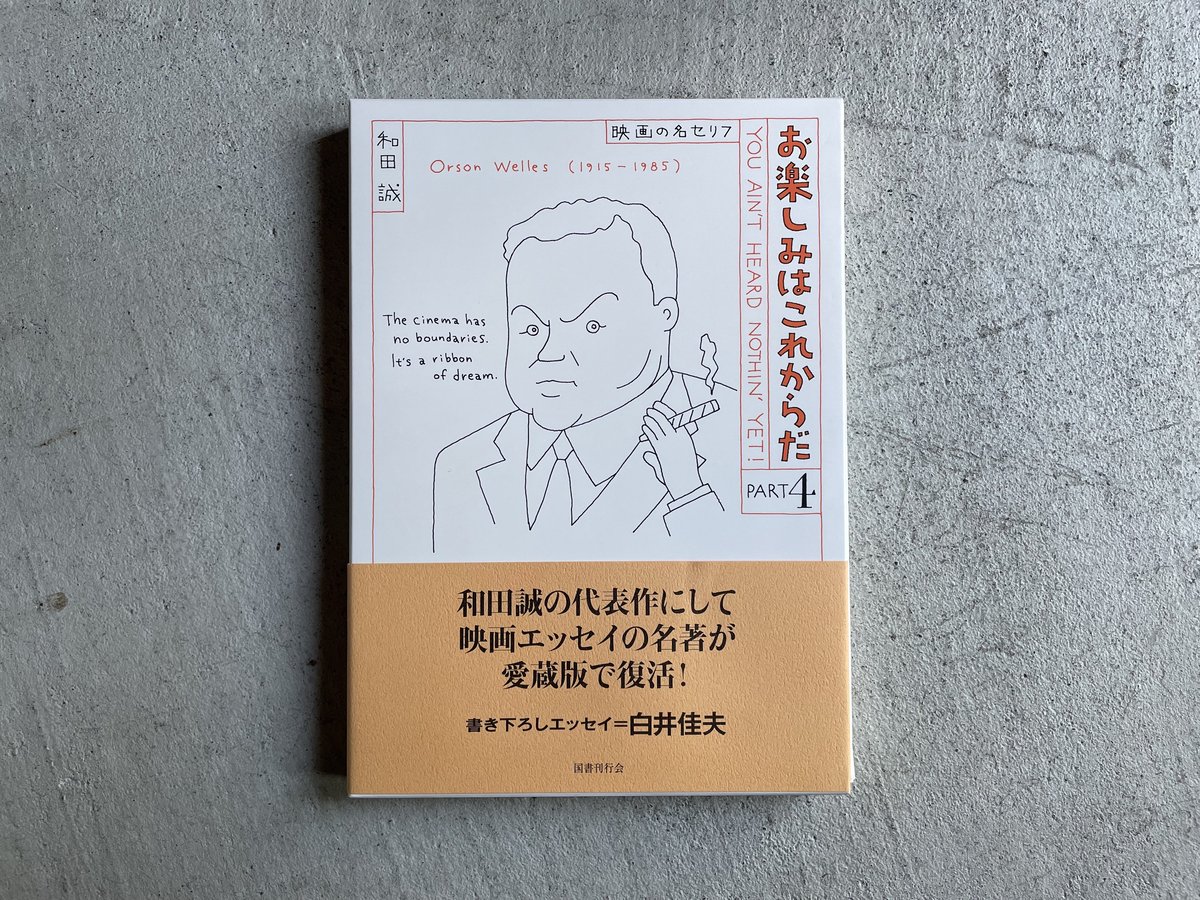 お楽しみはこれからだ
YOU AIN'T HEARD NOTHIN' YET!
PART4
映画の名セリフ
和田 誠
Orson Welles (1915-1985)
The cinema has
no boundaries.
It's a ribbon
of dream.
和田誠の代表作にして
映画エッセイの名著が
愛蔵版で復活!
書き下ろしエッセイ=白井佳夫
国書刊行会